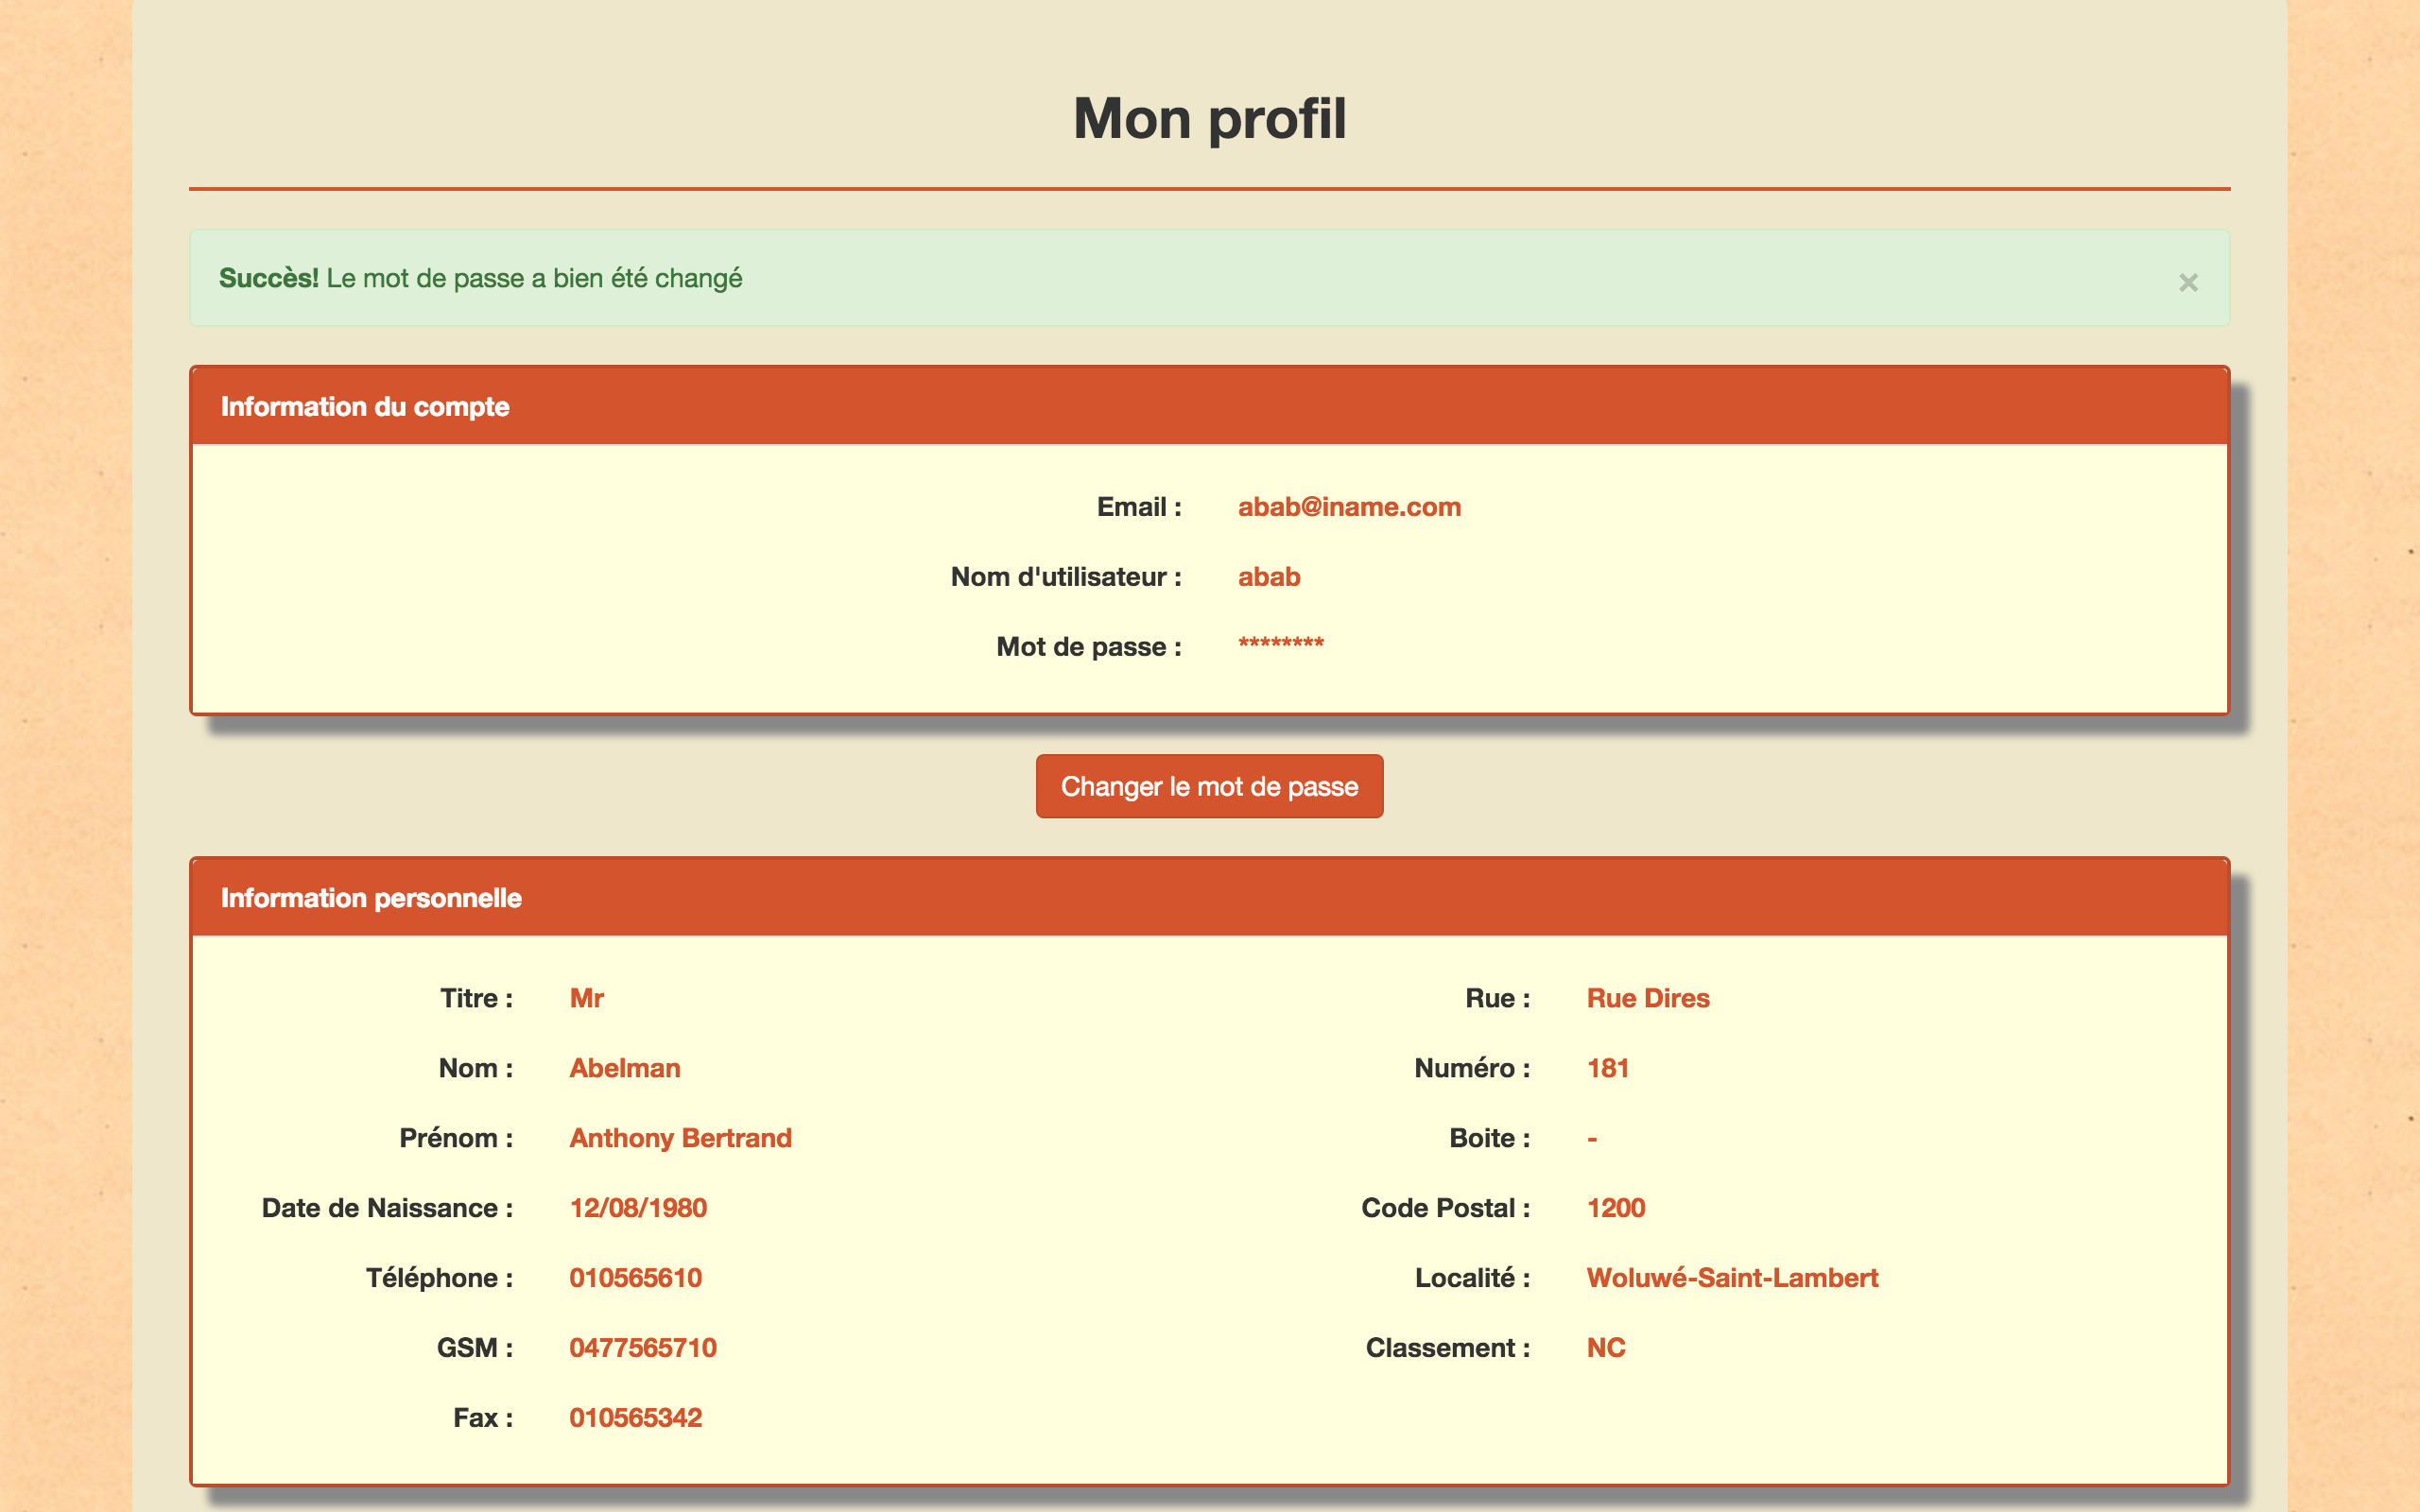 Mon profil
Succès! Le mot de passe a bien été changé
×
Information du compte
Email : abab@iname.com
Nom d'utilisateur : abab
Mot de passe : ********
Changer le mot de passe
Information personnelle
Titre : Mr
Nom : Abelman
Prénom : Anthony Bertrand
Date de Naissance : 12/08/1980
Téléphone : 010565610
GSM : 0477565710
Fax : 010565342
Rue : Rue Dires
Numéro : 181
Boite : -
Code Postal : 1200
Localité : Woluwé-Saint-Lambert
Classement : NC